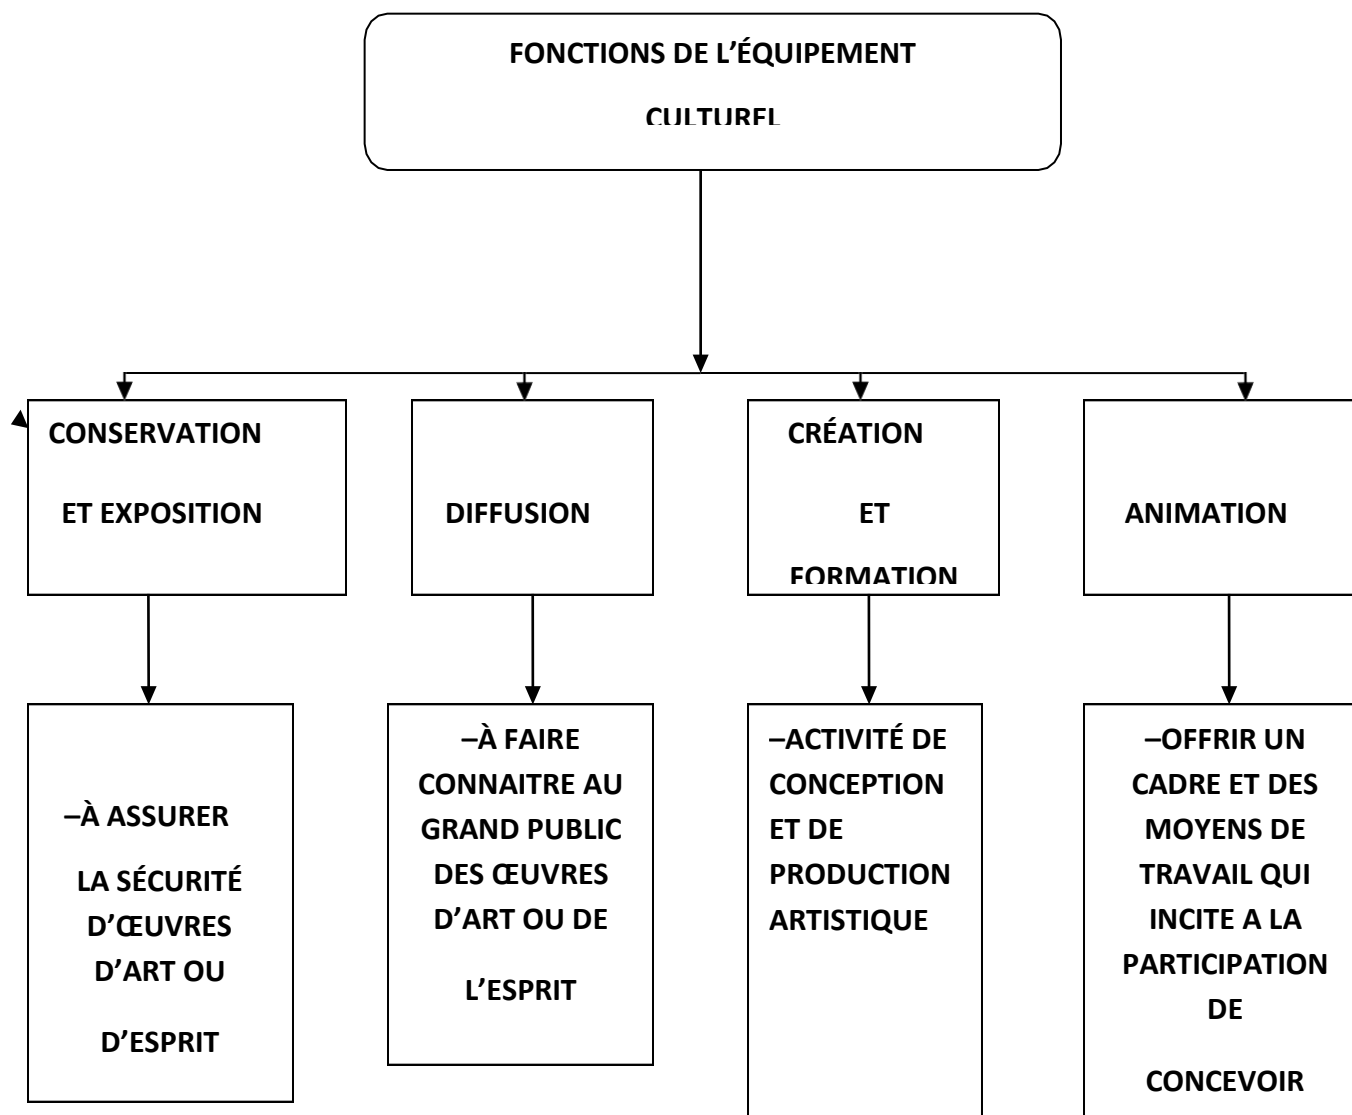 FONCTIONS DE L’ÉQUIPEMENT
CULTUREL
CONSERVATION
ET EXPOSITION
DIFFUSION
CRÉATION
ET
FORMATION
ANIMATION
–À ASSURER
LA SÉCURITÉ
D’ŒUVRES
D’ART OU
D’ESPRIT
–À FAIRE
CONNAITRE AU
GRAND PUBLIC
DES ŒUVRES
D’ART OU DE
L’ESPRIT
–ACTIVITÉ DE
CONCEPTION
ET DE
PRODUCTION
ARTISTIQUE
–OFFRIR UN
CADRE ET DES
MOYENS DE
TRAVAIL QUI
INCITE A LA
PARTICIPATION
DE
CONCEVOIR